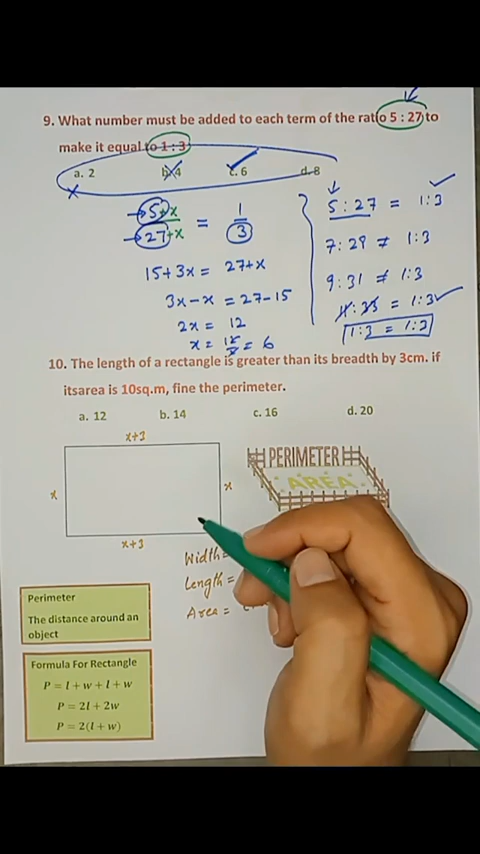 9. What number must be added to each term of the ratio 5 : 27 to
make it equal to 1 : 3
a. 2 b. 4 c. 6 d. 8
5+x / 27+x = 1/3
15+3x = 27+x
3x-x = 27-15
2x = 12
x = 12/2 = 6
5:27 = 1:3
7:29 ≠ 1:3
9:31 ≠ 1:3
11:33 = 1:3
1:3 = 1:3
10. The length of a rectangle is greater than its breadth by 3cm. if
itsarea is 10sq.m, fine the perimeter.
a. 12 b. 14 c. 16 d. 20
x+3
x
x
x+3
PERIMETER
AREA
Width=
Length=
Area =
Perimeter
The distance around an
object
Formula For Rectangle
P = l + w + l + w
P = 2l + 2w
P = 2(l + w)